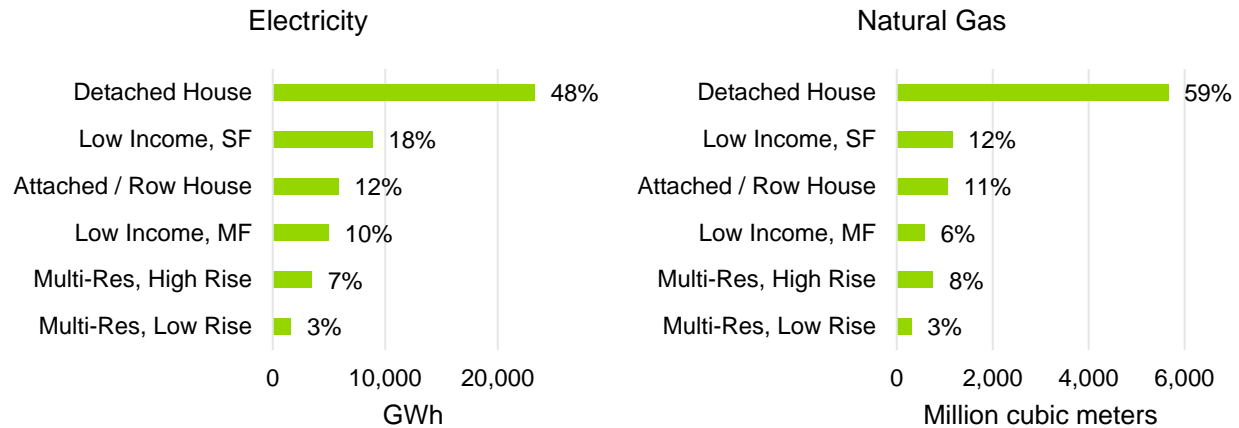 Electricity
Detached House 48%
Low Income, SF 18%
Attached / Row House 12%
Low Income, MF 10%
Multi-Res, High Rise 7%
Multi-Res, Low Rise 3%
0 10,000 20,000
GWh
Natural Gas
Detached House 59%
Low Income, SF 12%
Attached / Row House 11%
Low Income, MF 6%
Multi-Res, High Rise 8%
Multi-Res, Low Rise 3%
0 2,000 4,000 6,000
Million cubic meters